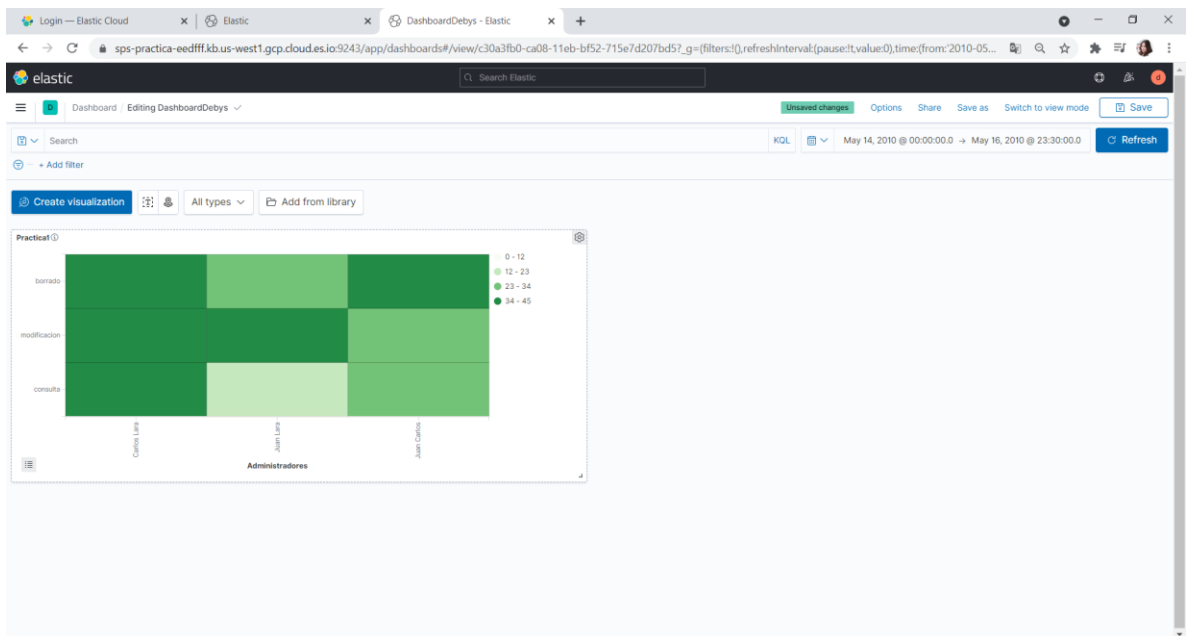 Login — Elastic Cloud
Elastic
DashboardDebys - Elastic
sps-practica-eedfff.kb.us-west1.gcp.cloud.es.io:9243/app/dashboards#/view/c30a3fb0-ca08-11eb-bf52-715e7d207bd5?_g=(filters:!(),refreshInterval:(pause:!t,value:0),time:(from:'2010-05...
elastic
Search Elastic
d
D
Dashboard / Editing DashboardDebys
Unsaved changes
Options
Share
Save as
Switch to view mode
Save
Search
KQL
May 14, 2010 @ 00:00:00.0 → May 16, 2010 @ 23:30:00.0
Refresh
+ Add filter
Create visualization
All types
Add from library
Practica1
0 - 12
12 - 23
23 - 34
34 - 45
borrado
modificacion
consulta
Carlos Lara
Juan Lara
Juan Carlos
Administradores